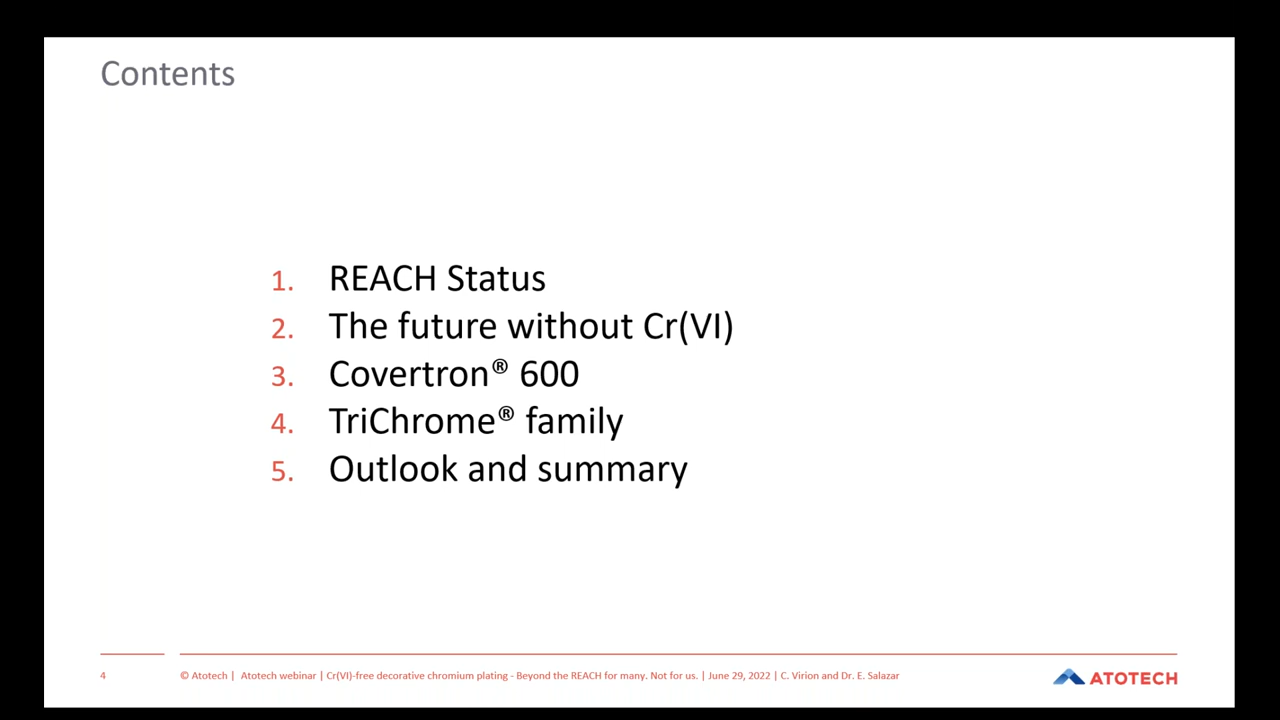 Contents
1. REACH Status
2. The future without Cr(VI)
3. Covertron® 600
4. TriChrome® family
5. Outlook and summary
4 © Atotech | Atotech webinar | Cr(VI)-free decorative chromium plating - Beyond the REACH for many. Not for us. | June 29, 2022 | C. Virion and Dr. E. Salazar ATOTECH